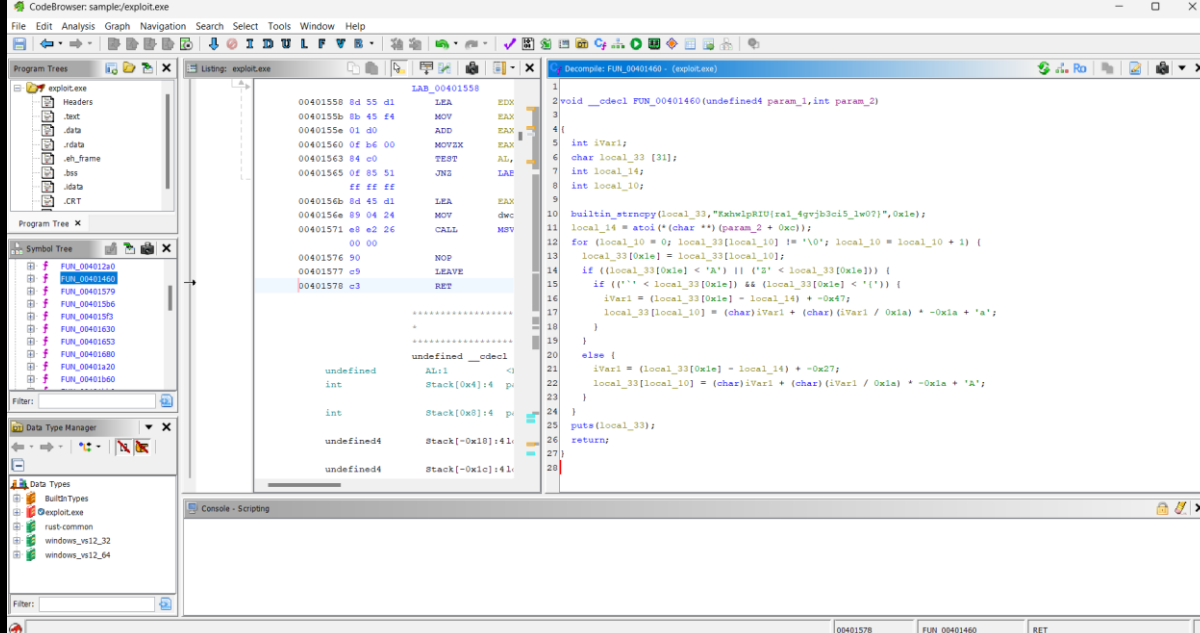 CodeBrowser: sample:/exploit.exe
File Edit Analysis Graph Navigation Search Select Tools Window Help
I D U L F V B
Program Trees
exploit.exe
Headers
.text
.data
.rdata
.eh_frame
.bss
.idata
.CRT
Program Tree
Symbol Tree
FUN_004012a0
FUN_00401460
FUN_00401579
FUN_004015b6
FUN_004015f3
FUN_00401630
FUN_00401653
FUN_00401680
FUN_00401a20
FUN_00401b60
Filter:
Data Type Manager
Data Types
BuiltInTypes
exploit.exe
rust-common
windows_vs12_32
windows_vs12_64
Filter:
Listing: exploit.exe
LAB_00401558
00401558 8d 55 d1 LEA EDX
0040155b 8b 45 f4 MOV EAX
0040155e 01 d0 ADD EAX
00401560 0f b6 00 MOVZX EAX
00401563 84 c0 TEST AL,
00401565 0f 85 51 JNZ LAB
ff ff ff
0040156b 8d 45 d1 LEA EAX
0040156e 89 04 24 MOV dwo
00401571 e8 e2 26 CALL MSV
00 00
00401576 90 NOP
00401577 c9 LEAVE
00401578 c3 RET
undefined __cdecl
undefined AL:1
int Stack[0x4]:4
int Stack[0x8]:4
undefined4 Stack[-0x18]:4
undefined4 Stack[-0x1c]:4
Decompile: FUN_00401460 - (exploit.exe)
1
2 void __cdecl FUN_00401460(undefined4 param_1,int param_2)
3
4 {
5 int iVar1;
6 char local_33 [31];
7 int local_14;
8 int local_10;
9
10 builtin_strncpy(local_33,"KxhwlpRIU{ra1_4gvjb3ci5_lw07}",0x1e);
11 local_14 = atoi(*(char **)(param_2 + 0xc));
12 for (local_10 = 0; local_33[local_10] != '\0'; local_10 = local_10 + 1) {
13 local_33[0x1e] = local_33[local_10];
14 if ((local_33[0x1e] < 'A') || ('Z' < local_33[0x1e])) {
15 if (('`' < local_33[0x1e]) && (local_33[0x1e] < '{')) {
16 iVar1 = (local_33[0x1e] - local_14) + -0x47;
17 local_33[local_10] = (char)iVar1 + (char)(iVar1 / 0x1a) * -0x1a + 'a';
18 }
19 }
20 else {
21 iVar1 = (local_33[0x1e] - local_14) + -0x27;
22 local_33[local_10] = (char)iVar1 + (char)(iVar1 / 0x1a) * -0x1a + 'A';
23 }
24 }
25 puts(local_33);
26 return;
27 }
28
Console - Scripting
00401578 FUN_00401460 RET